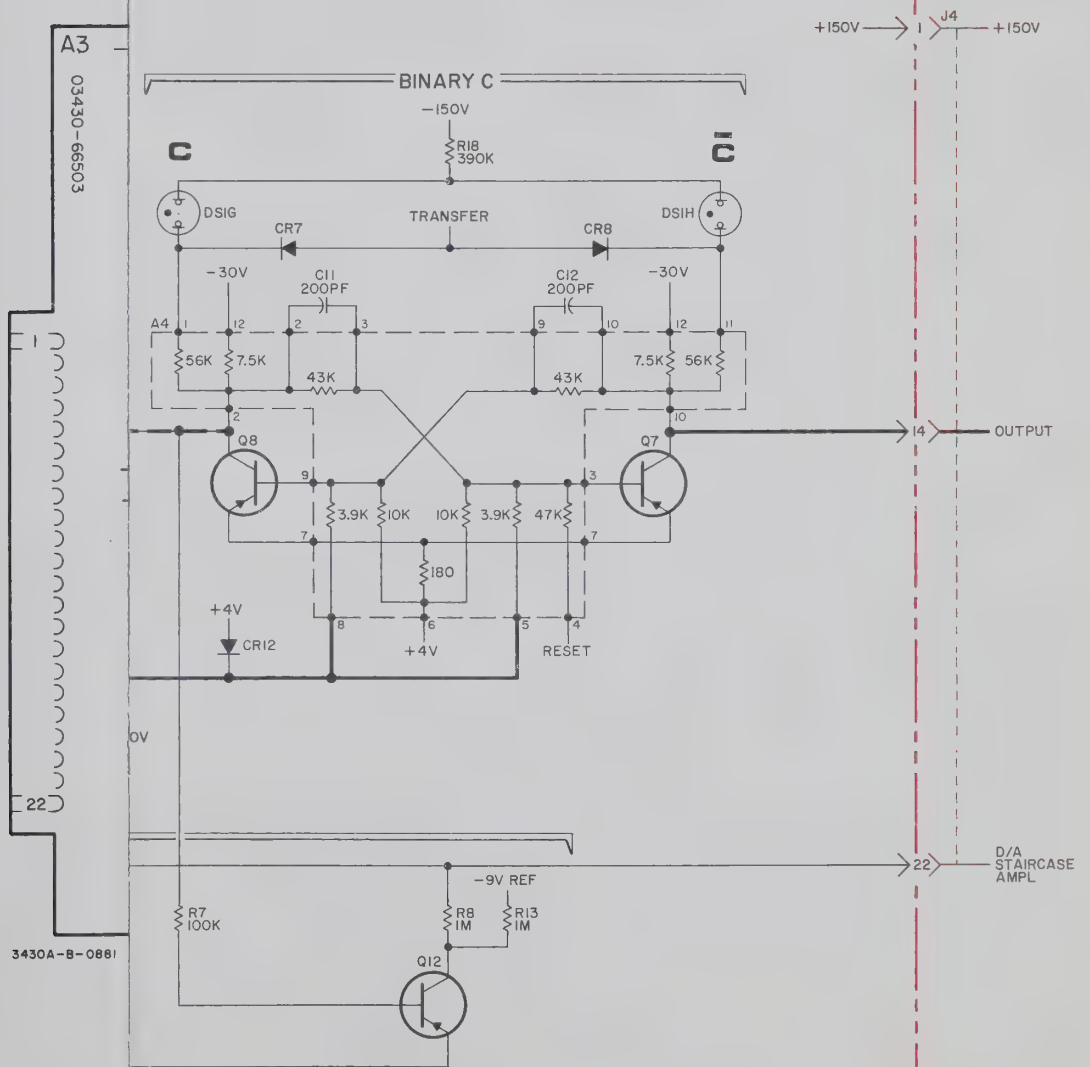 A3
03430-66503
1
22
3430A-B-0881
BINARY C
-150V
R18
390K
C
C̅
DS1G
DS1H
TRANSFER
CR7
CR8
-30V
C11
200PF
C12
200PF
-30V
A4
1
12
2
3
9
10
12
11
56K
7.5K
43K
43K
7.5K
56K
2
10
Q8
Q7
14
OUTPUT
9
3
3.9K
10K
10K
3.9K
47K
7
7
180
8
6
5
4
+4V
CR12
+4V
RESET
0V
+150V
1
J4
+150V
22
D/A
STAIRCASE
AMPL
-9V REF
R7
100K
R8
1M
R13
1M
Q12